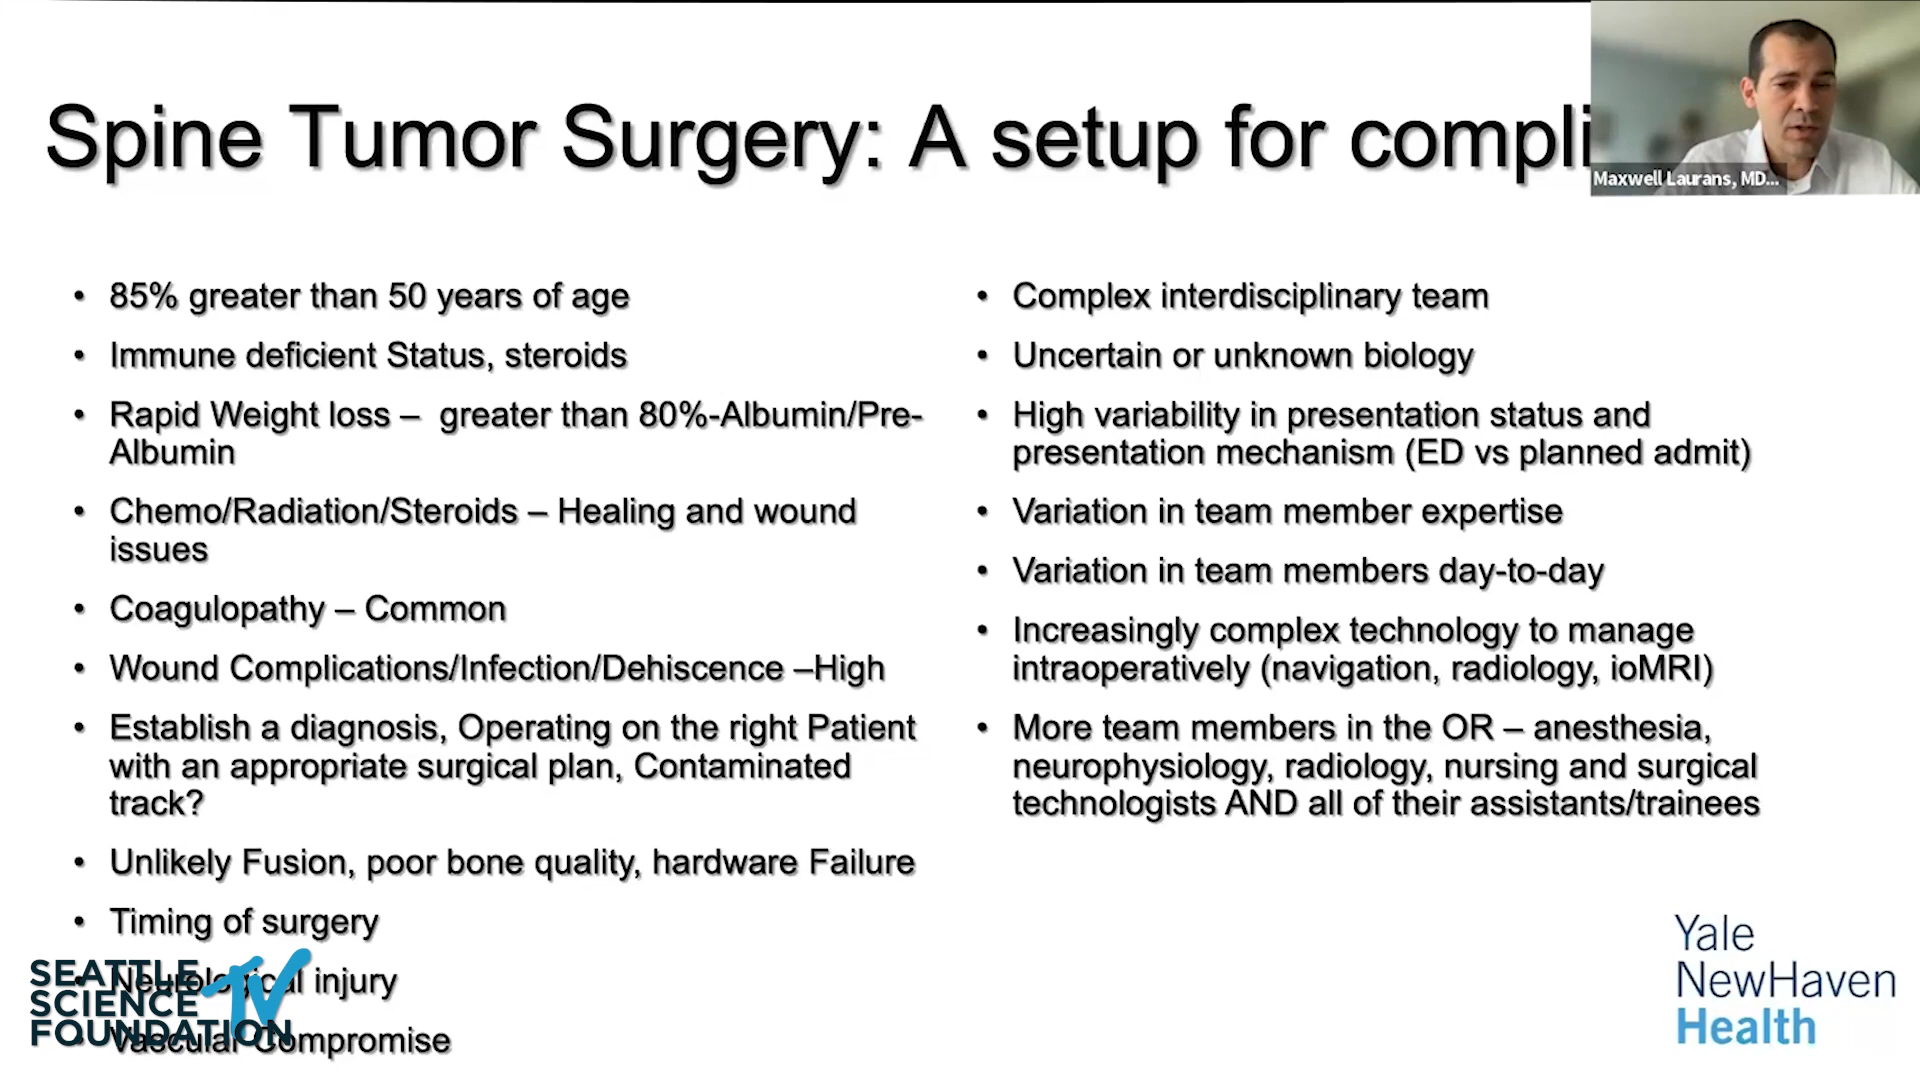 Spine Tumor Surgery: A setup for compli
Maxwell Laurans, MD...
• 85% greater than 50 years of age
• Immune deficient Status, steroids
• Rapid Weight loss – greater than 80%-Albumin/Pre-
Albumin
• Chemo/Radiation/Steroids – Healing and wound
issues
• Coagulopathy – Common
• Wound Complications/Infection/Dehiscence –High
• Establish a diagnosis, Operating on the right Patient
with an appropriate surgical plan, Contaminated
track?
• Unlikely Fusion, poor bone quality, hardware Failure
• Timing of surgery
• Neurological injury
• Vascular Compromise
• Complex interdisciplinary team
• Uncertain or unknown biology
• High variability in presentation status and
presentation mechanism (ED vs planned admit)
• Variation in team member expertise
• Variation in team members day-to-day
• Increasingly complex technology to manage
intraoperatively (navigation, radiology, ioMRI)
• More team members in the OR – anesthesia,
neurophysiology, radiology, nursing and surgical
technologists AND all of their assistants/trainees
SEATTLE
SCIENCE
FOUNDATION
TV
Yale
NewHaven
Health